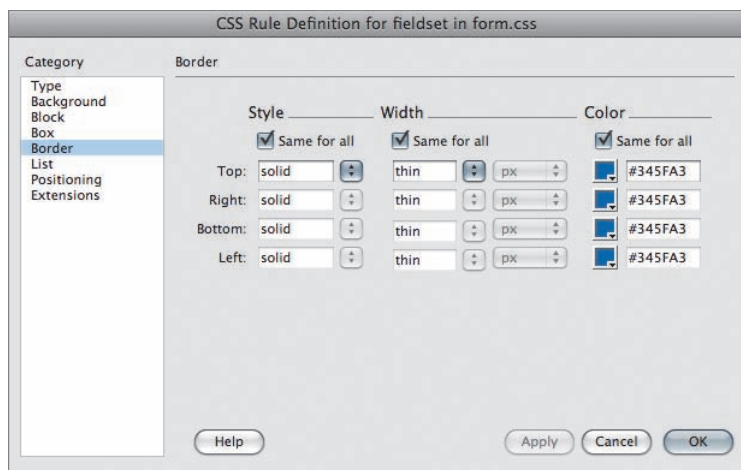 CSS Rule Definition for fieldset in form.css
Category
Type
Background
Block
Box
Border
List
Positioning
Extensions
Border
Style Width Color
Same for all Same for all Same for all
Top: solid thin px #345FA3
Right: solid thin px #345FA3
Bottom: solid thin px #345FA3
Left: solid thin px #345FA3
Help Apply Cancel OK